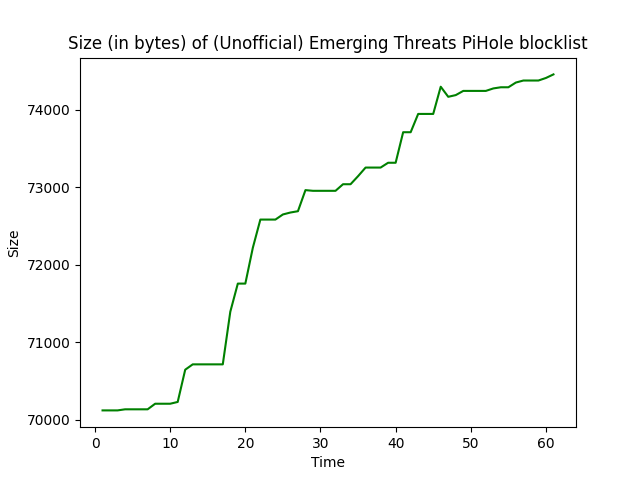 Size (in bytes) of (Unofficial) Emerging Threats PiHole blocklist
74000
73000
72000
71000
70000
Size
0 10 20 30 40 50 60
Time